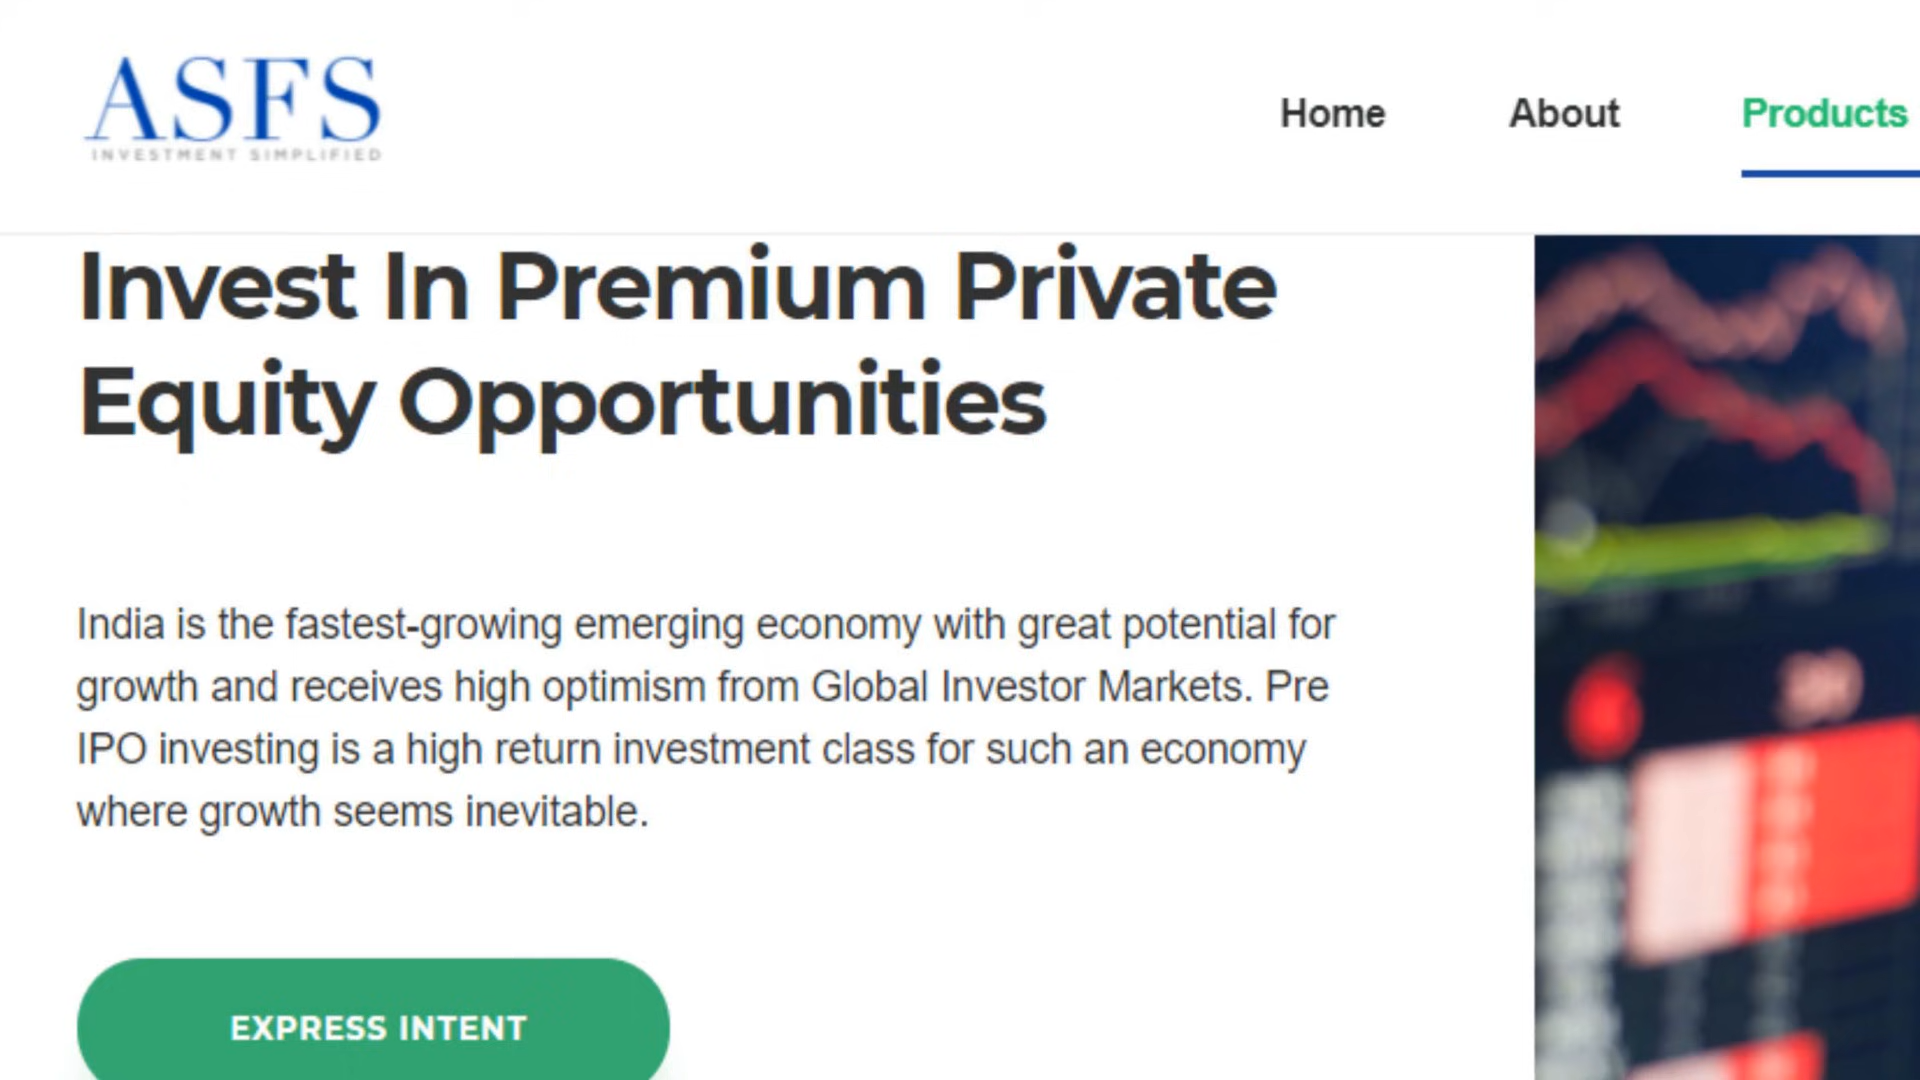 ASFS
INVESTMENT SIMPLIFIED
Home About Products
Invest In Premium Private
Equity Opportunities
India is the fastest-growing emerging economy with great potential for
growth and receives high optimism from Global Investor Markets. Pre
IPO investing is a high return investment class for such an economy
where growth seems inevitable.
EXPRESS INTENT